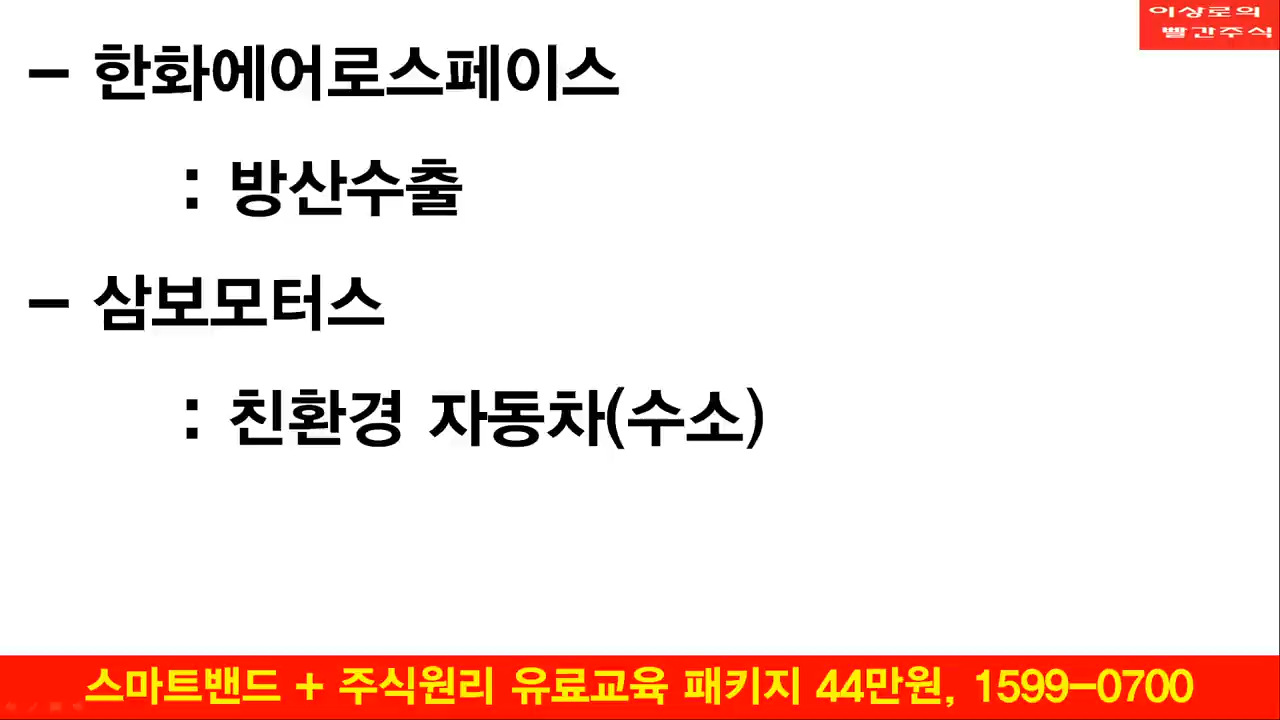 이상로의
빨간주식
- 한화에어로스페이스
: 방산수출
- 삼보모터스
: 친환경 자동차(수소)
스마트밴드 + 주식원리 유료교육 패키지 44만원, 1599-0700